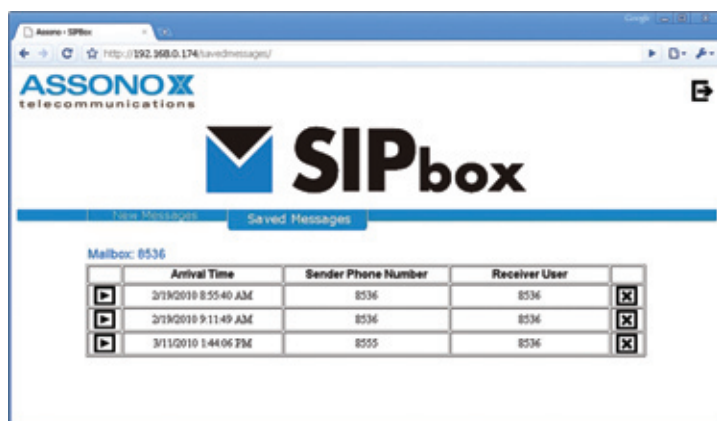 Assono - SIPBox
Google
http://192.168.0.174/savedmessages/
ASSONO
telecommunications
SIPbox
New Messages
Saved Messages
Mailbox: 8536
Arrival Time Sender Phone Number Receiver User
2/19/2010 8:55:40 AM 8536 8536
2/19/2010 9:11:49 AM 8536 8536
3/11/2010 1:44:06 PM 8555 8536